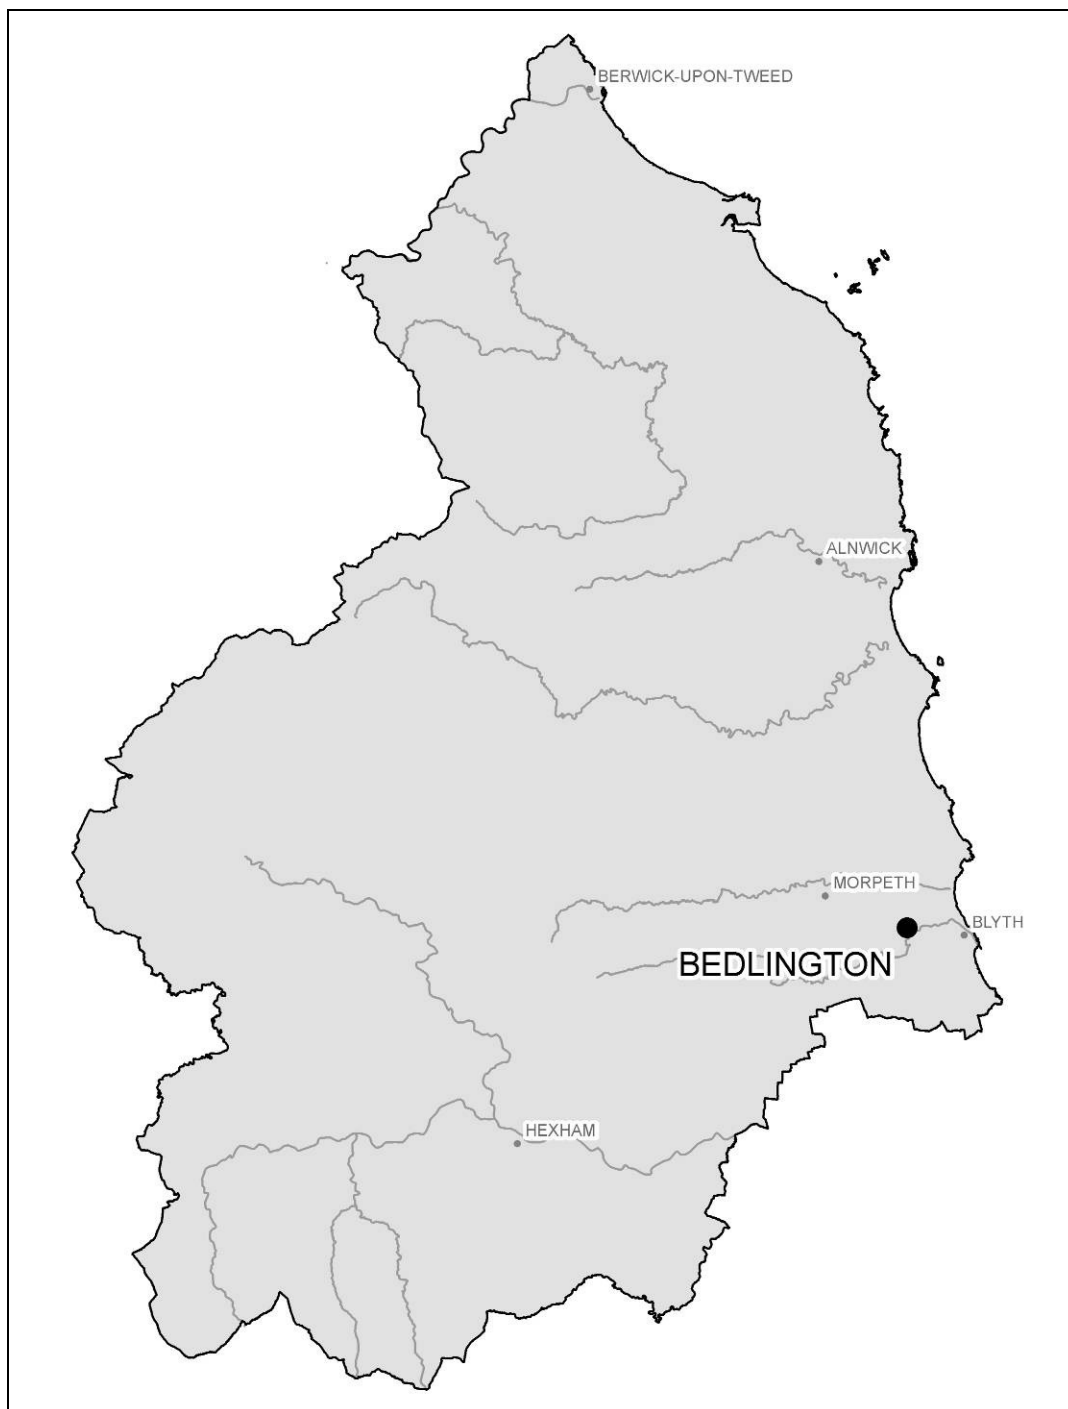 BERWICK-UPON-TWEED
ALNWICK
MORPETH
BLYTH
BEDLINGTON
HEXHAM